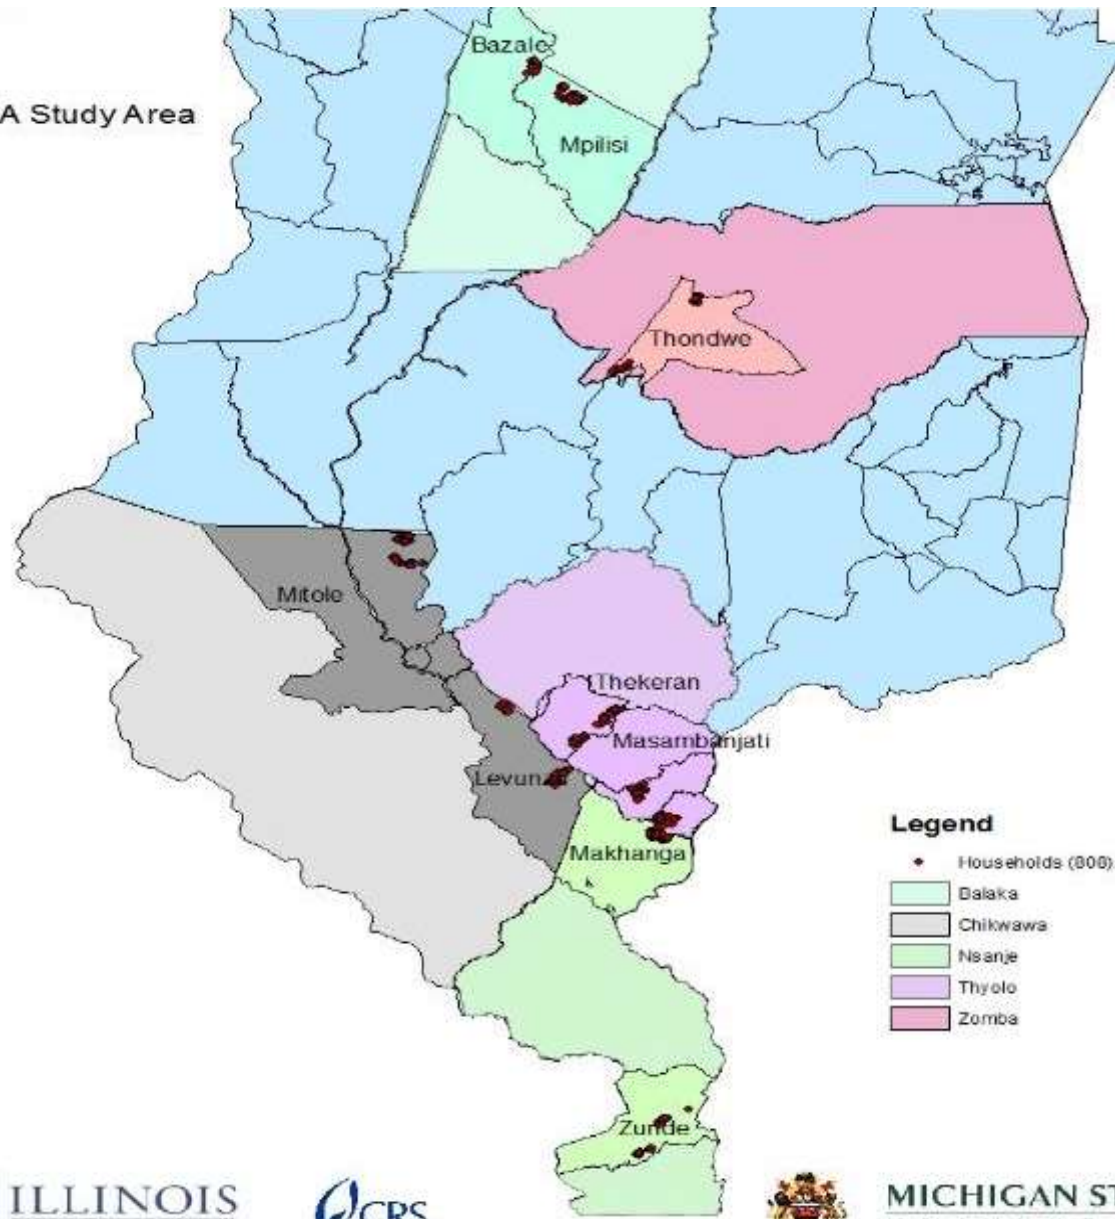 Bazale
A Study Area
Mpilisi
Thondwe
Mitole
Thekeran
Masambanjati
Levun
Makhanga
Zunde
Legend
Households (808)
Balaka
Chikwawa
Nsanje
Thyolo
Zomba
ILLINOIS
CRS
MICHIGAN ST